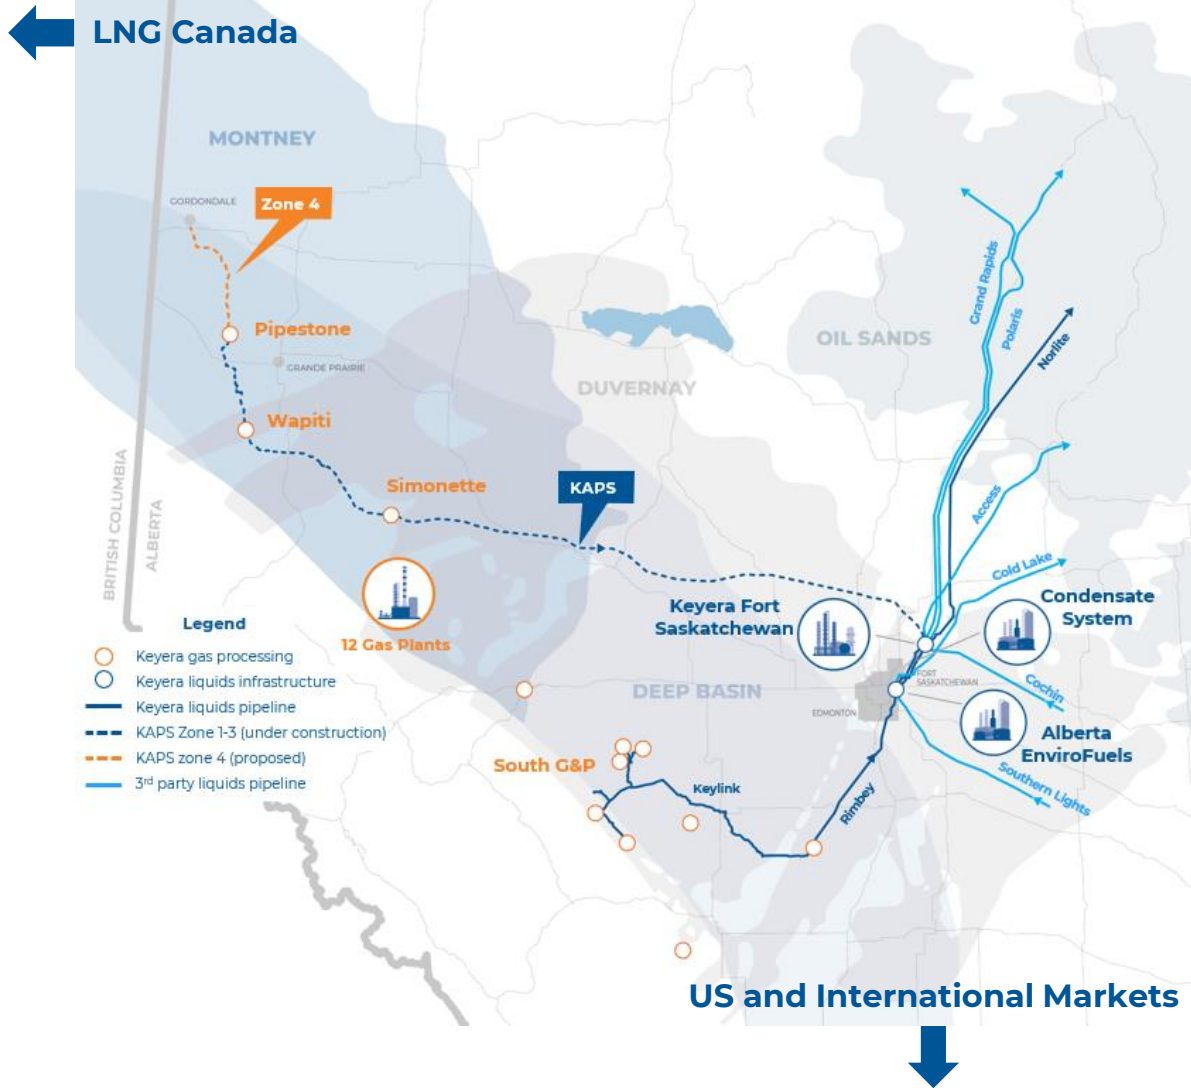 LNG Canada
MONTNEY
GORDONDALE
Zone 4
Grand Rapids
Polaris
Norlite
OIL SANDS
Pipestone
GRANDE PRAIRIE
DUVERNAY
Wapiti
Simonette
KAPS
Access
BRITISH COLUMBIA
ALBERTA
Cold Lake
Condensate
System
Keyera Fort
Saskatchewan
12 Gas Plants
Legend
Keyera gas processing
Keyera liquids infrastructure
Keyera liquids pipeline
KAPS Zone 1-3 (under construction)
KAPS zone 4 (proposed)
3rd party liquids pipeline
FORT
SASKATCHEWAN
Cochin
DEEP BASIN
EDMONTON
Alberta
EnviroFuels
South G&P
Keylink
Rimbey
Southern Lights
US and International Markets